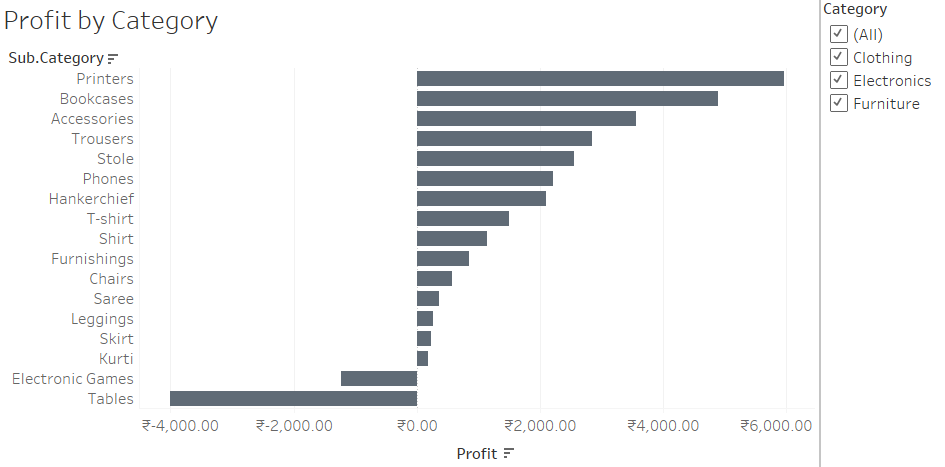 Profit by Category
Sub.Category
Printers
Bookcases
Accessories
Trousers
Stole
Phones
Hankerchief
T-shirt
Shirt
Furnishings
Chairs
Saree
Leggings
Skirt
Kurti
Electronic Games
Tables
₹-4,000.00 ₹-2,000.00 ₹0.00 ₹2,000.00 ₹4,000.00 ₹6,000.00
Profit
Category
(All)
Clothing
Electronics
Furniture